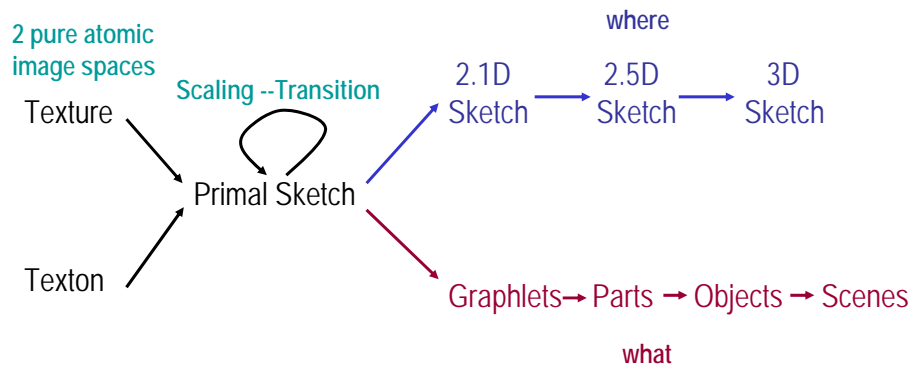 2 pure atomic
image spaces
Texture
Texton
Scaling --Transition
Primal Sketch
where
2.1D
Sketch
2.5D
Sketch
3D
Sketch
Graphlets
Parts
Objects
Scenes
what